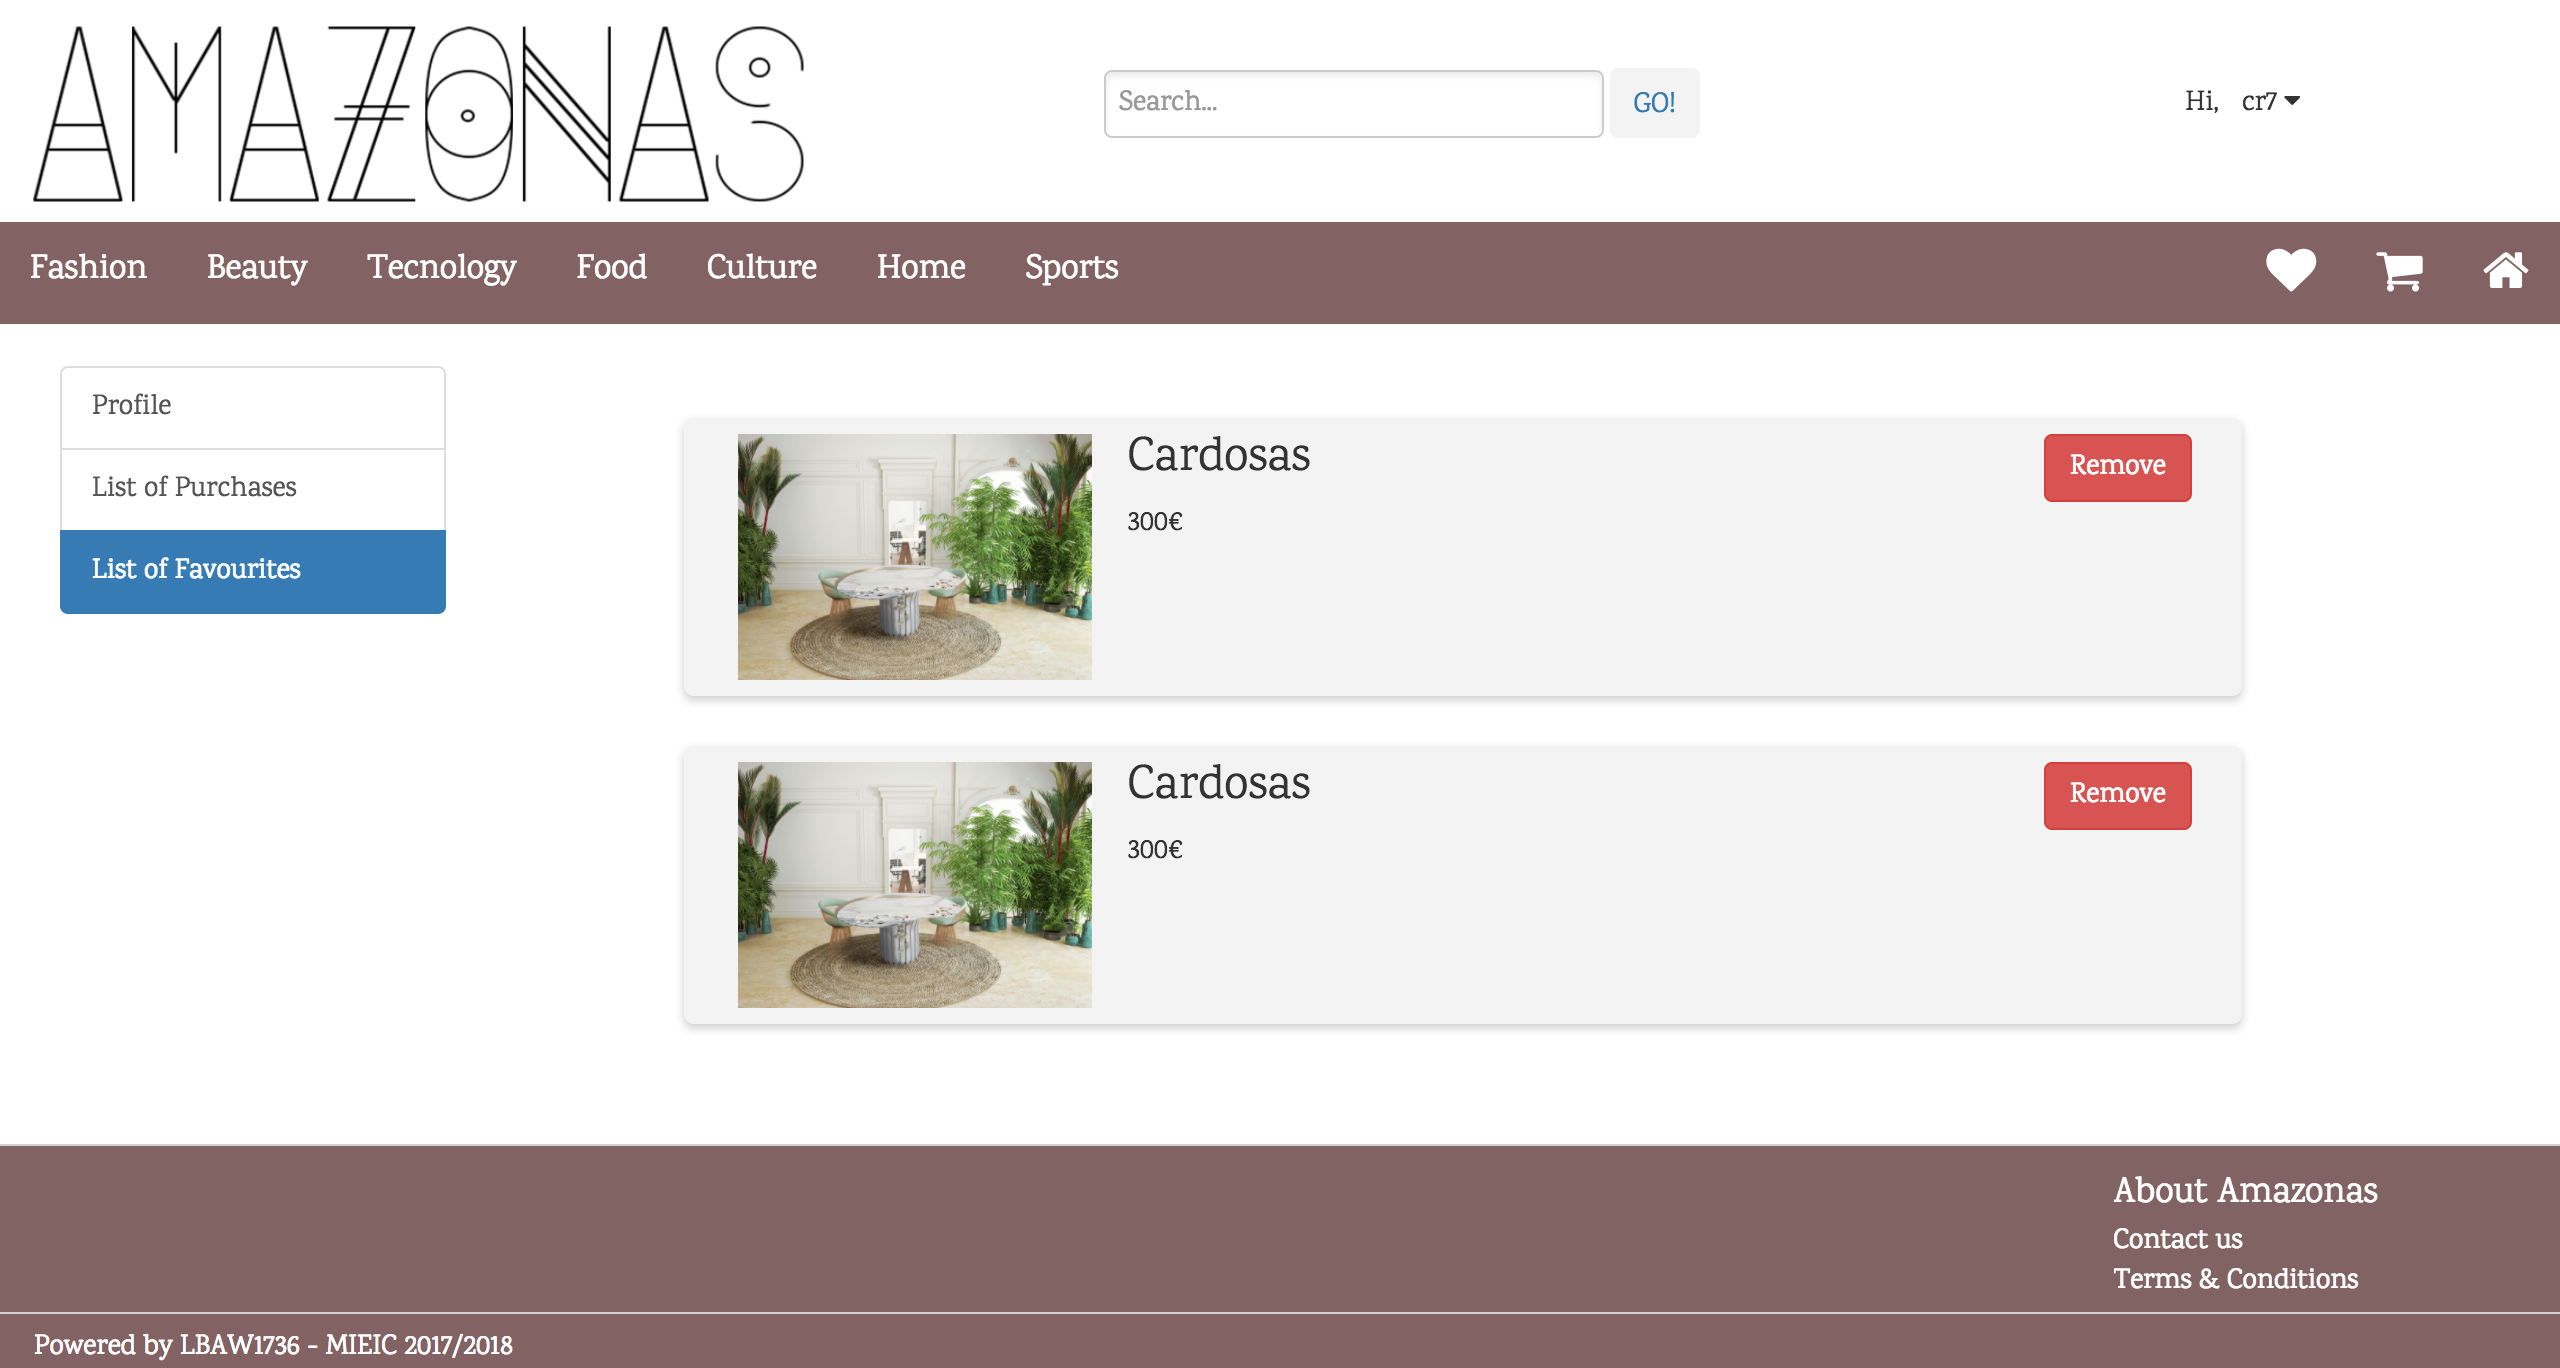 AMAZONAS
Search...
GO!
Hi, cr7
Fashion Beauty Tecnology Food Culture Home Sports
Profile
List of Purchases
List of Favourites
Cardosas
300€
Remove
Cardosas
300€
Remove
About Amazonas
Contact us
Terms & Conditions
Powered by LBAW1736 - MIEIC 2017/2018